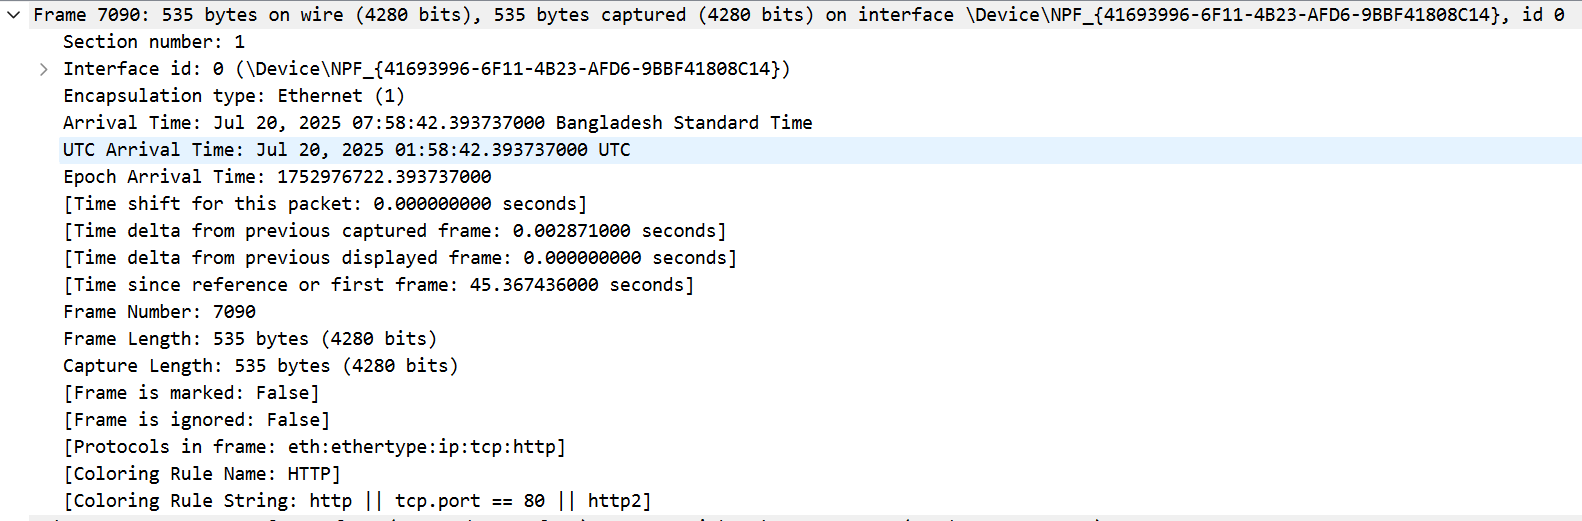 Frame 7090: 535 bytes on wire (4280 bits), 535 bytes captured (4280 bits) on interface \Device\NPF_{41693996-6F11-4B23-AFD6-9BBF41808C14}, id 0
Section number: 1
Interface id: 0 (\Device\NPF_{41693996-6F11-4B23-AFD6-9BBF41808C14})
Encapsulation type: Ethernet (1)
Arrival Time: Jul 20, 2025 07:58:42.393737000 Bangladesh Standard Time
UTC Arrival Time: Jul 20, 2025 01:58:42.393737000 UTC
Epoch Arrival Time: 1752976722.393737000
[Time shift for this packet: 0.000000000 seconds]
[Time delta from previous captured frame: 0.002871000 seconds]
[Time delta from previous displayed frame: 0.000000000 seconds]
[Time since reference or first frame: 45.367436000 seconds]
Frame Number: 7090
Frame Length: 535 bytes (4280 bits)
Capture Length: 535 bytes (4280 bits)
[Frame is marked: False]
[Frame is ignored: False]
[Protocols in frame: eth:ethertype:ip:tcp:http]
[Coloring Rule Name: HTTP]
[Coloring Rule String: http || tcp.port == 80 || http2]